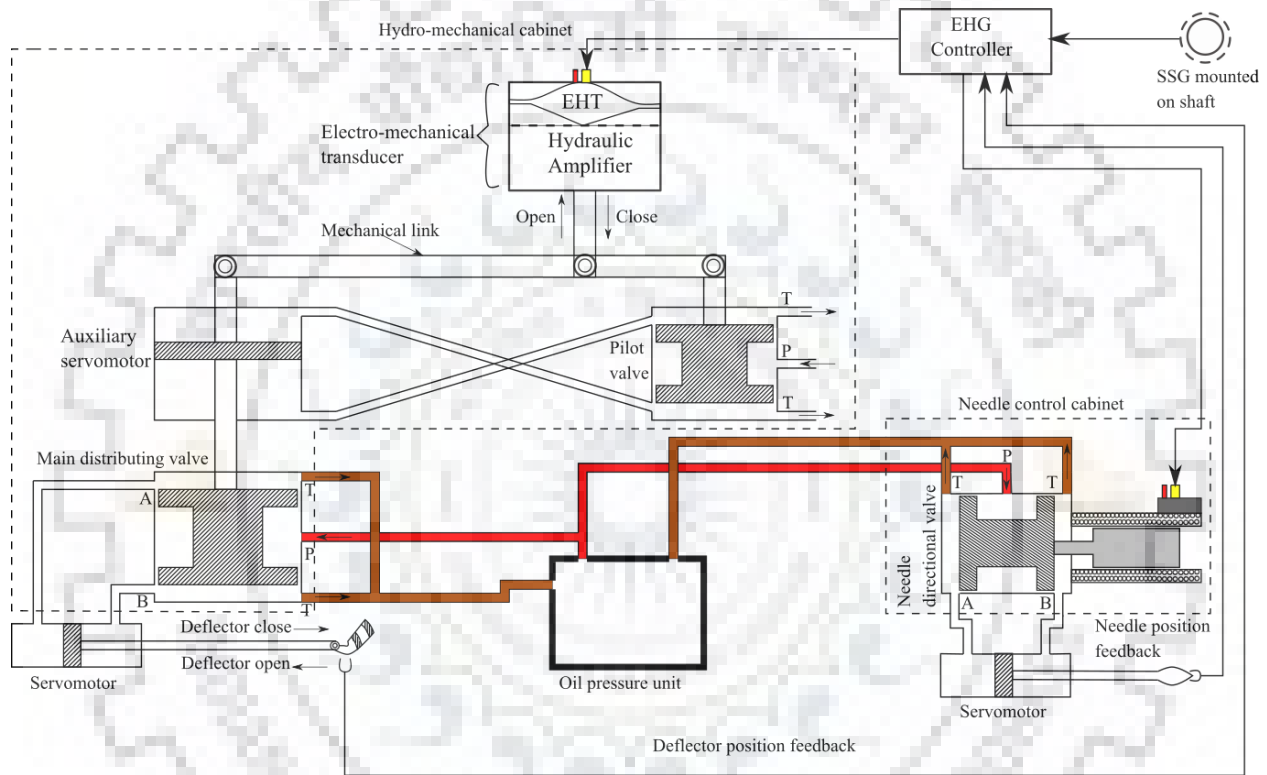 Hydro-mechanical cabinet
EHG
Controller
SSG mounted
on shaft
EHT
Hydraulic
Amplifier
Electro-mechanical
transducer
Open
Close
Mechanical link
T
P
T
Auxiliary
servomotor
Pilot
valve
Needle control cabinet
Main distributing valve
A
B
T
P
T
T
P
T
Needle
directional valve
A
B
Deflector close
Deflector open
Servomotor
Oil pressure unit
Needle position
feedback
Servomotor
Deflector position feedback